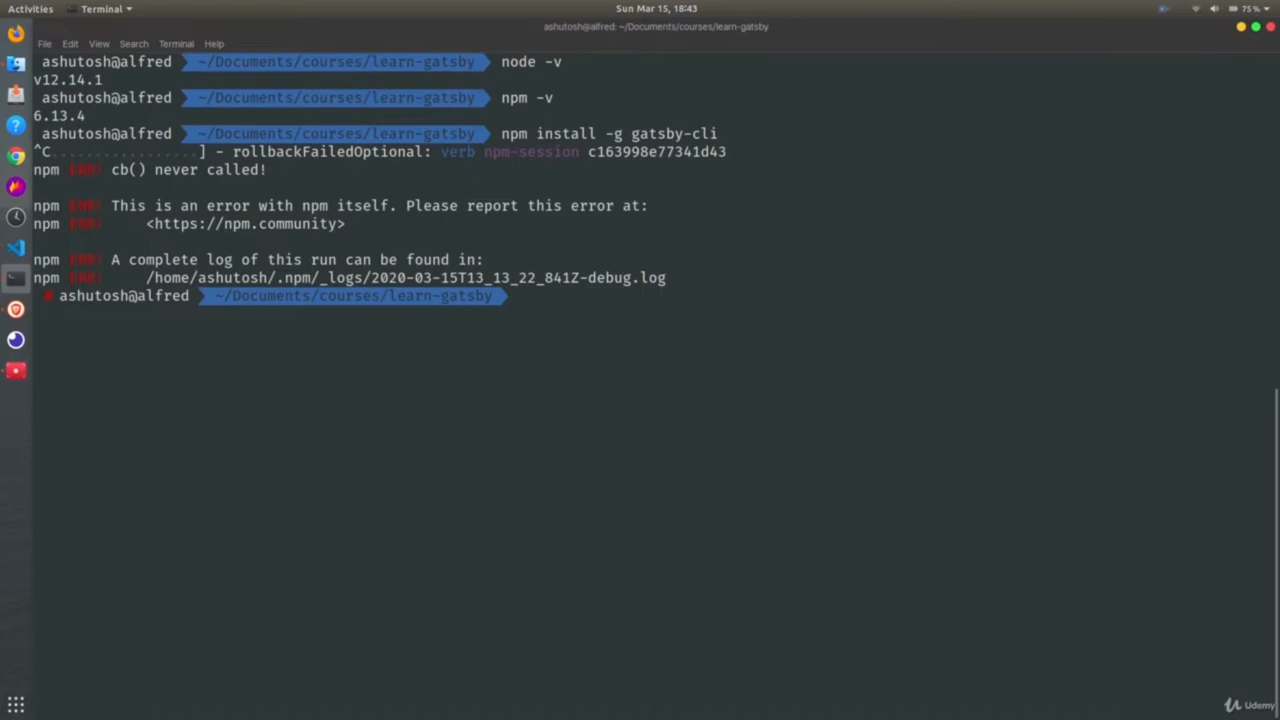 Activities Terminal Sun Mar 15, 18:43 75%
ashutosh@alfred: ~/Documents/courses/learn-gatsby
File Edit View Search Terminal Help
ashutosh@alfred ~/Documents/courses/learn-gatsby node -v
v12.14.1
ashutosh@alfred ~/Documents/courses/learn-gatsby npm -v
6.13.4
ashutosh@alfred ~/Documents/courses/learn-gatsby npm install -g gatsby-cli
^C.................] - rollbackFailedOptional: verb npm-session c163998e77341d43
npm ERR! cb() never called!
npm ERR! This is an error with npm itself. Please report this error at:
npm ERR! <https://npm.community>
npm ERR! A complete log of this run can be found in:
npm ERR! /home/ashutosh/.npm/_logs/2020-03-15T13_13_22_841Z-debug.log
✘ ashutosh@alfred ~/Documents/courses/learn-gatsby
Udemy